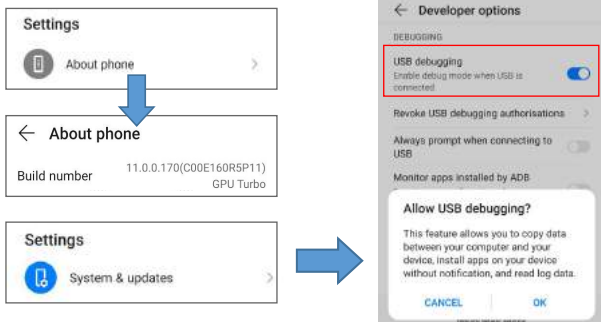 Settings
About phone
About phone
Build number
11.0.0.170(C00E160R5P11)
GPU Turbo
Settings
System & updates
Developer options
DEBUGGING
USB debugging
Enable debug mode when USB is
connected
Revoke USB debugging authorisations
Always prompt when connecting to
USB
Monitor apps installed by ADB
Allow USB debugging?
This feature allows you to copy data
between your computer and your
device, install apps on your device
without notification, and read log data.
CANCEL
OK